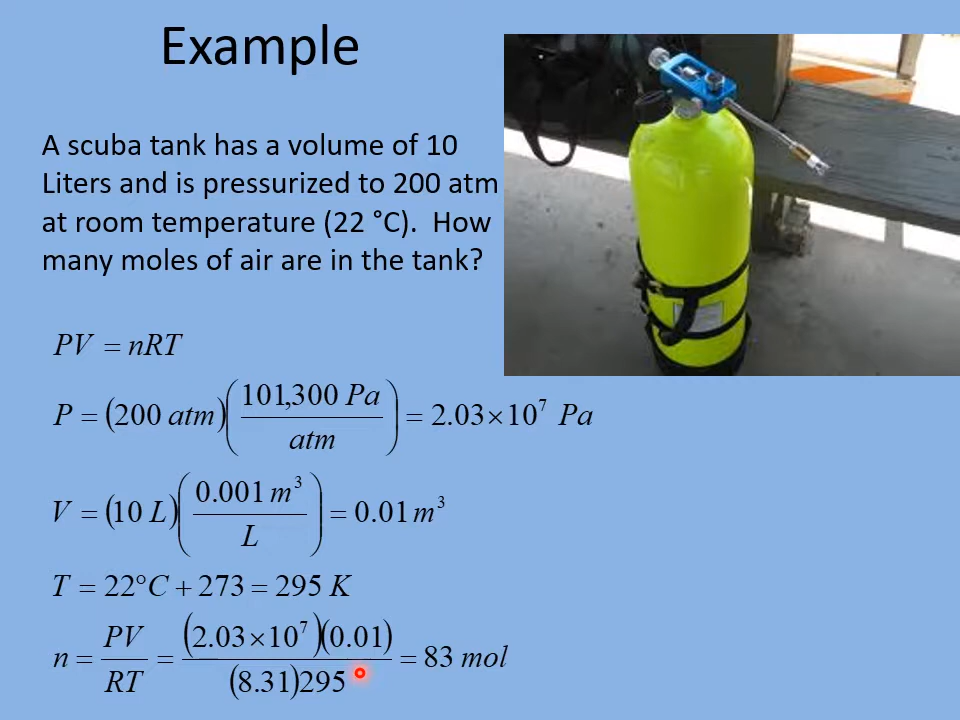 Example
A scuba tank has a volume of 10
Liters and is pressurized to 200 atm
at room temperature (22 °C).  How
many moles of air are in the tank?
PV = nRT
P = (200 atm)(101,300 Pa / atm) = 2.03×10⁷ Pa
V = (10 L)(0.001 m³ / L) = 0.01 m³
T = 22°C + 273 = 295 K
n = PV / RT = (2.03×10⁷)(0.01) / (8.31)295 = 83 mol